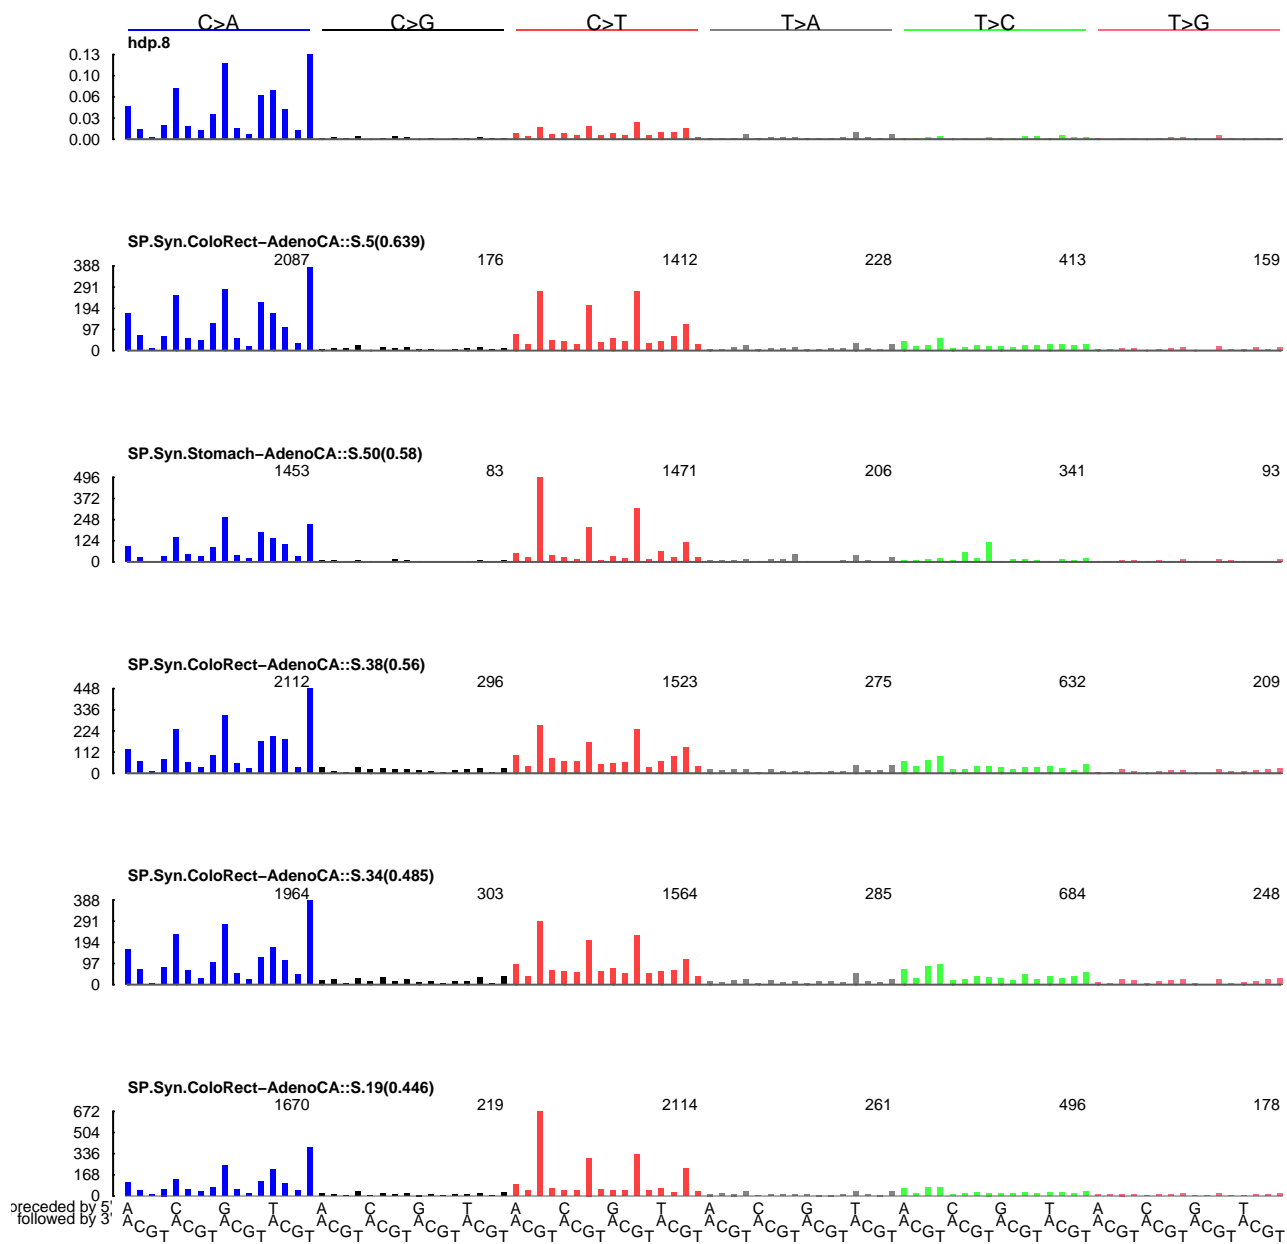 C>A C>G C>T T>A T>C T>G
hdp.8
0.13
0.10
0.06
0.03
0.00
SP.Syn.ColoRect−AdenoCA::S.5(0.639)
2087 176 1412 228 413 159
388
291
194
97
0
SP.Syn.Stomach−AdenoCA::S.50(0.58)
1453 83 1471 206 341 93
496
372
248
124
0
SP.Syn.ColoRect−AdenoCA::S.38(0.56)
2112 296 1523 275 632 209
448
336
224
112
0
SP.Syn.ColoRect−AdenoCA::S.34(0.485)
1964 303 1564 285 684 248
388
291
194
97
0
SP.Syn.ColoRect−AdenoCA::S.19(0.446)
1670 219 2114 261 496 178
672
504
336
168
0
preceded by 5' A C G T A C G T A C G T A C G T A C G T A C G T
followed by 3' A C G T A C G T A C G T A C G T A C G T A C G T A C G T A C G T A C G T A C G T A C G T A C G T A C G T A C G T A C G T A C G T A C G T A C G T A C G T A C G T A C G T A C G T A C G T A C G T